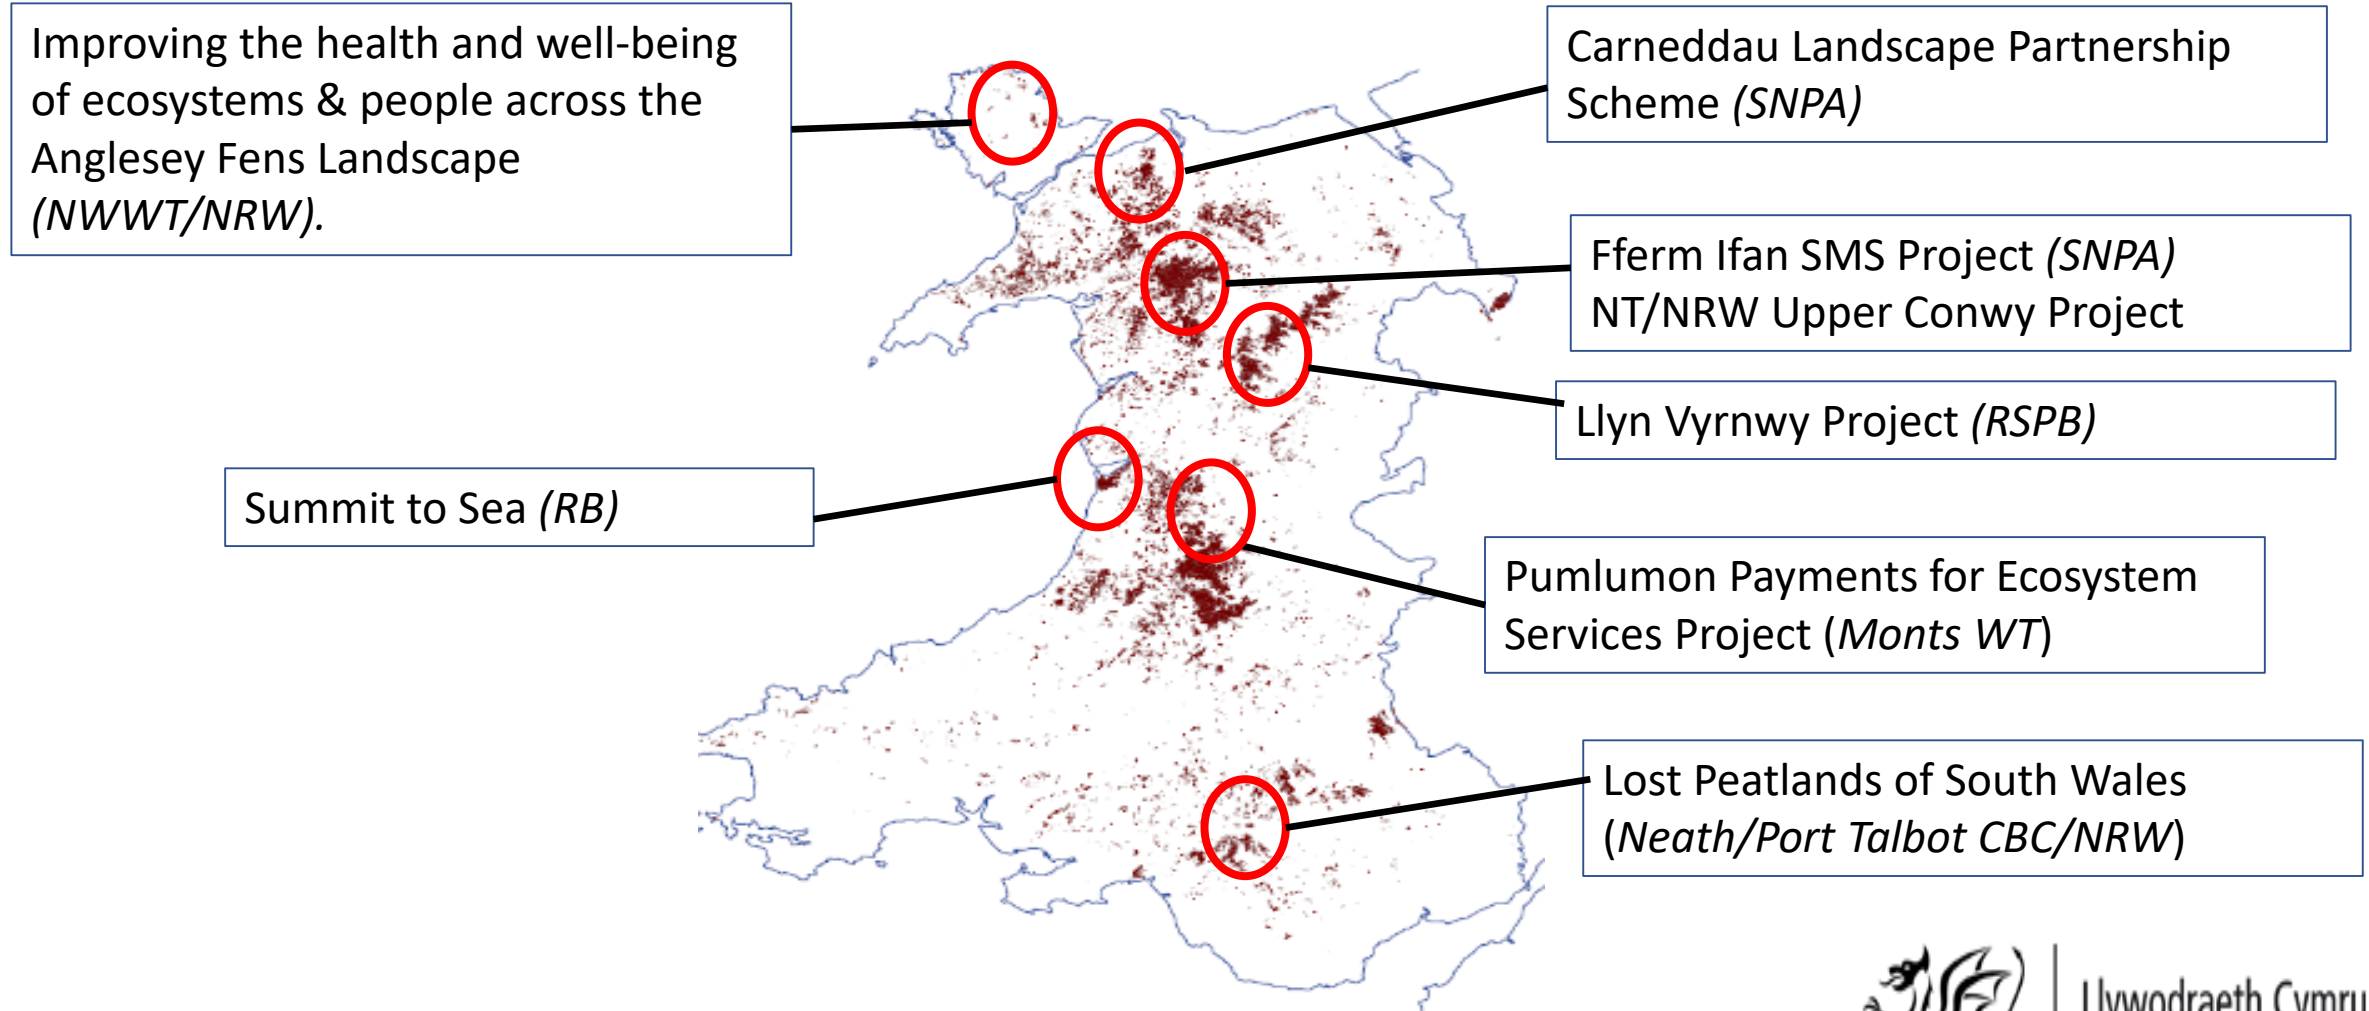 Improving the health and well-being
of ecosystems & people across the
Anglesey Fens Landscape
(NWWT/NRW).
Carneddau Landscape Partnership
Scheme (SNPA)
Fferm Ifan SMS Project (SNPA)
NT/NRW Upper Conwy Project
Llyn Vyrnwy Project (RSPB)
Summit to Sea (RB)
Pumlumon Payments for Ecosystem
Services Project (Monts WT)
Lost Peatlands of South Wales
(Neath/Port Talbot CBC/NRW)
Llywodraeth Cymru